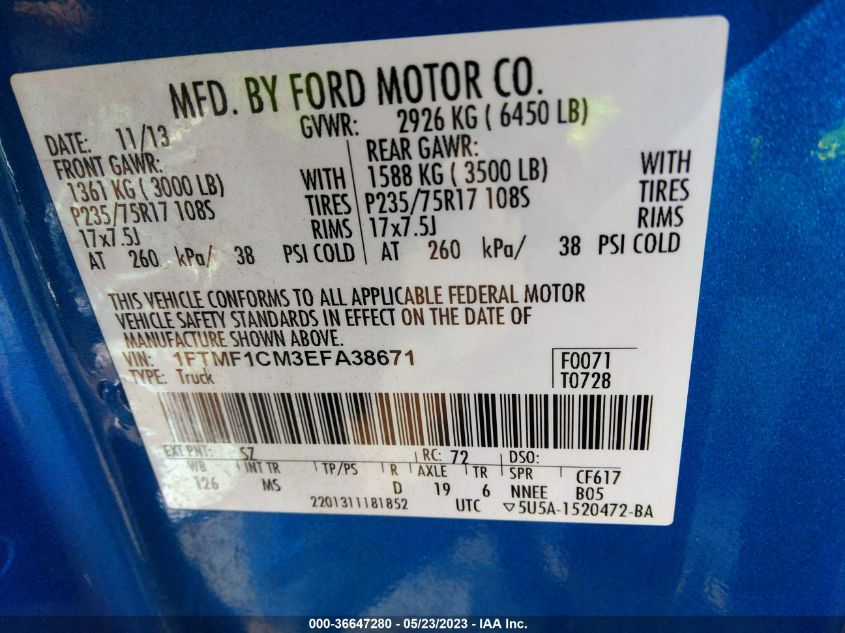 MFD. BY FORD MOTOR CO.
DATE: 11/13 GVWR: 2926 KG ( 6450 LB)
FRONT GAWR: REAR GAWR:
1361 KG ( 3000 LB) WITH 1588 KG ( 3500 LB) WITH
P235/75R17 108S TIRES P235/75R17 108S TIRES
17x7.5J RIMS 17x7.5J RIMS
AT 260 kPa/ 38 PSI COLD AT 260 kPa/ 38 PSI COLD
THIS VEHICLE CONFORMS TO ALL APPLICABLE FEDERAL MOTOR
VEHICLE SAFETY STANDARDS IN EFFECT ON THE DATE OF
MANUFACTURE SHOWN ABOVE.
VIN: 1FTMF1CM3EFA38671 F0071
TYPE: Truck T0728
EXT PNT: SZ RC: 72 DSO:
WB INT TR TP/PS R AXLE TR SPR CF617
126 MS D 19 6 NNEE B05
2201311181852 UTC ▽5U5A-1520472-BA
000-36647280 — 05/23/2023 — IAA Inc.